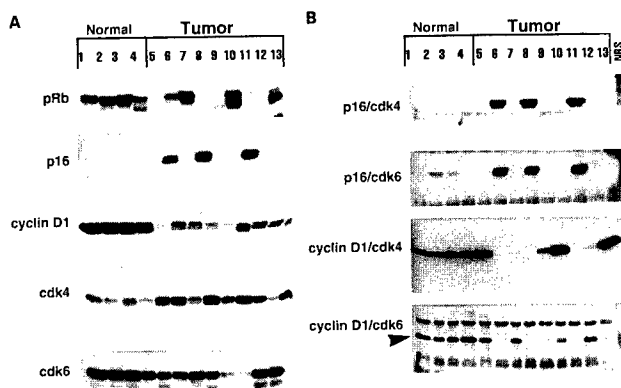 A
Normal Tumor
1 2 3 4 5 6 7 8 9 10 11 12 13
pRb
p16
cyclin D1
cdk4
cdk6
B
Normal Tumor
1 2 3 4 5 6 7 8 9 10 11 12 13 NRS
p16/cdk4
p16/cdk6
cyclin D1/cdk4
cyclin D1/cdk6